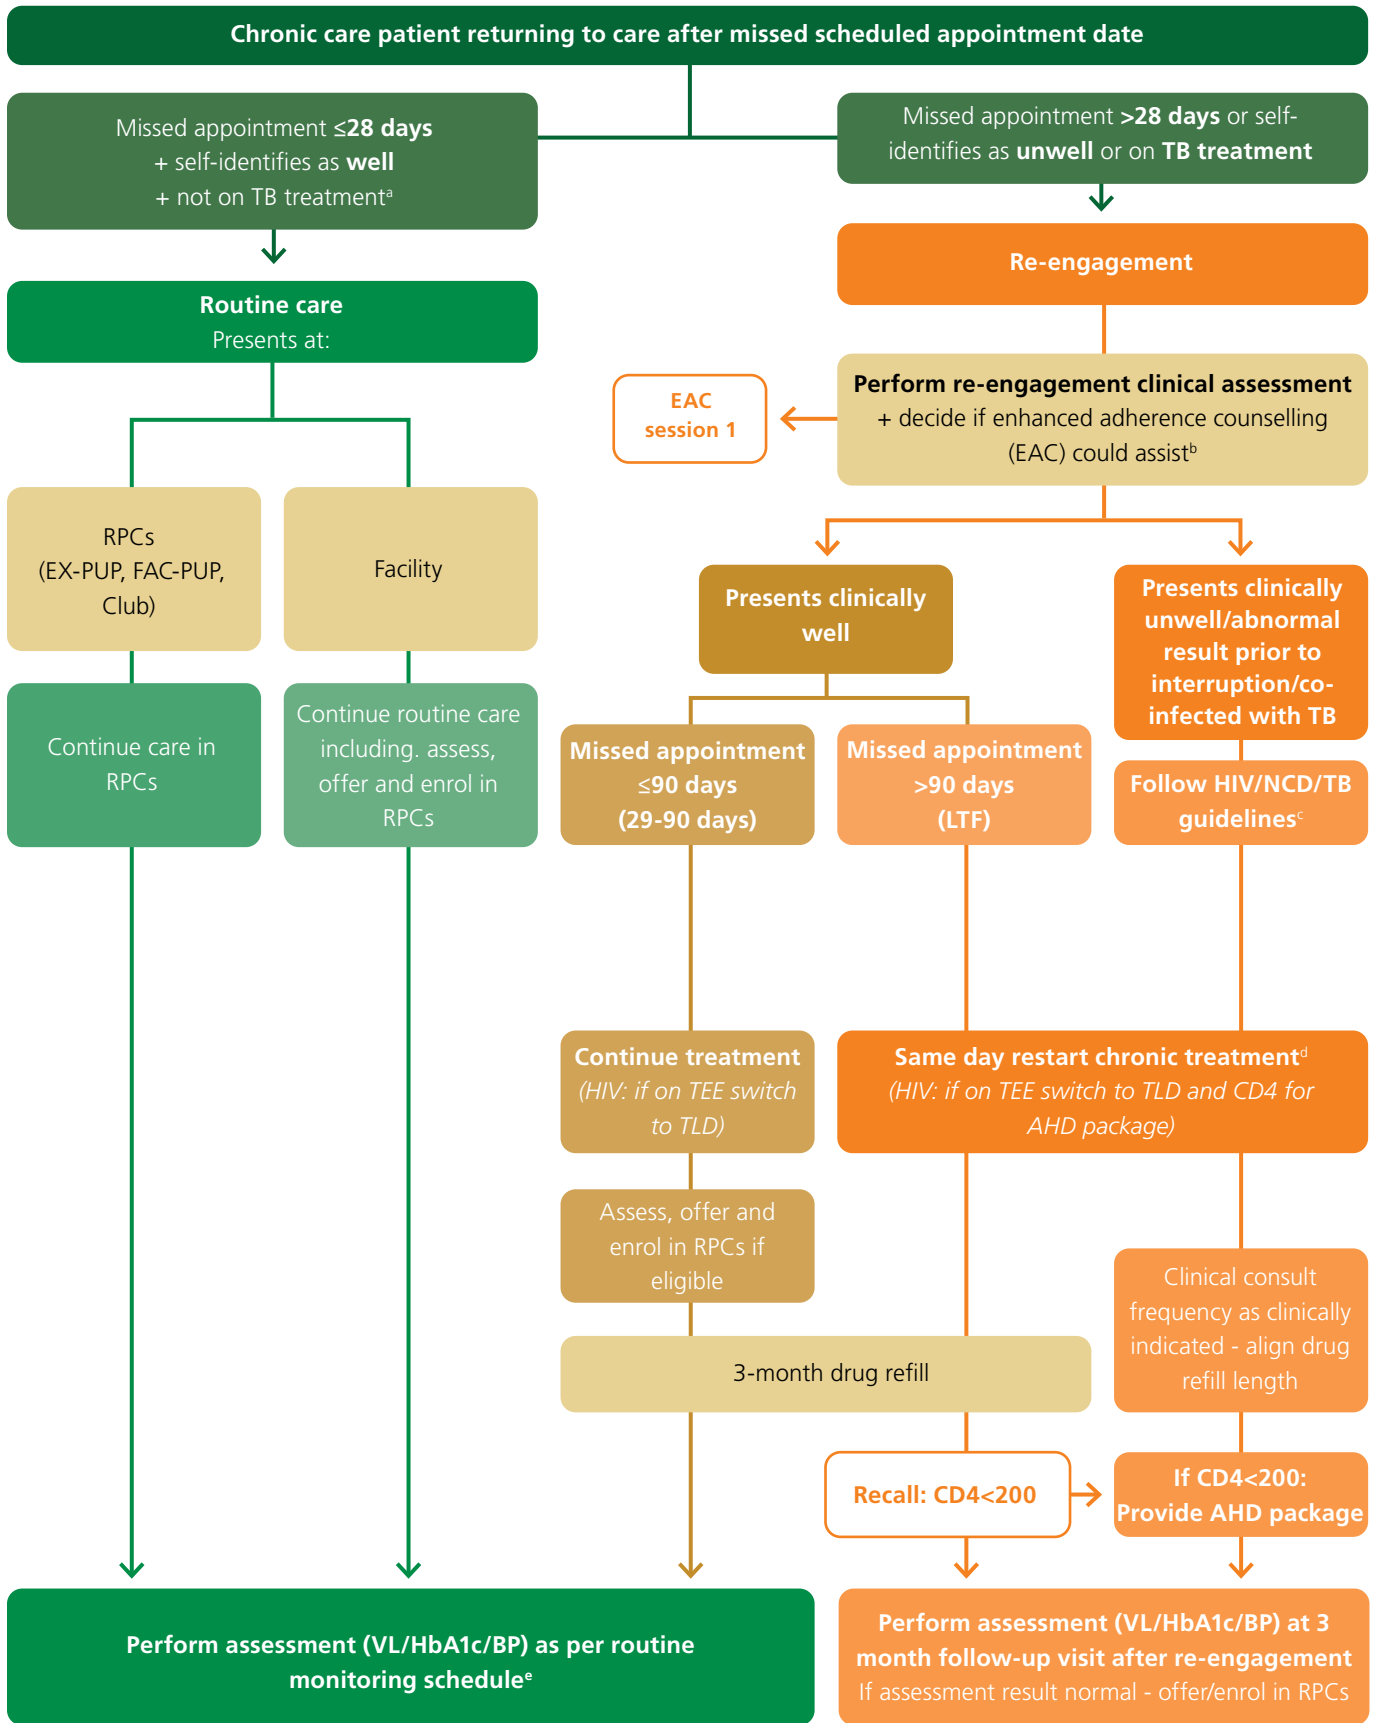 Chronic care patient returning to care after missed scheduled appointment date
Missed appointment ≤28 days
+ self-identifies as well
+ not on TB treatmentᵃ
Missed appointment >28 days or self-
identifies as unwell or on TB treatment
Re-engagement
Routine care
Presents at:
Perform re-engagement clinical assessment
+ decide if enhanced adherence counselling
(EAC) could assistᵇ
EAC
session 1
RPCs
(EX-PUP, FAC-PUP,
Club)
Facility
Presents clinically
well
Presents clinically
unwell/abnormal
result prior to
interruption/co-
infected with TB
Continue care in
RPCs
Continue routine care
including. assess,
offer and enrol in
RPCs
Missed appointment
≤90 days
(29-90 days)
Missed appointment
>90 days
(LTF)
Follow HIV/NCD/TB
guidelinesᶜ
Continue treatment
(HIV: if on TEE switch
to TLD)
Same day restart chronic treatmentᵈ
(HIV: if on TEE switch to TLD and CD4 for
AHD package)
Assess, offer and
enrol in RPCs if
eligible
Clinical consult
frequency as clinically
indicated - align drug
refill length
3-month drug refill
Recall: CD4<200
If CD4<200:
Provide AHD package
Perform assessment (VL/HbA1c/BP) as per routine
monitoring scheduleᵉ
Perform assessment (VL/HbA1c/BP) at 3
month follow-up visit after re-engagement
If assessment result normal - offer/enrol in RPCs